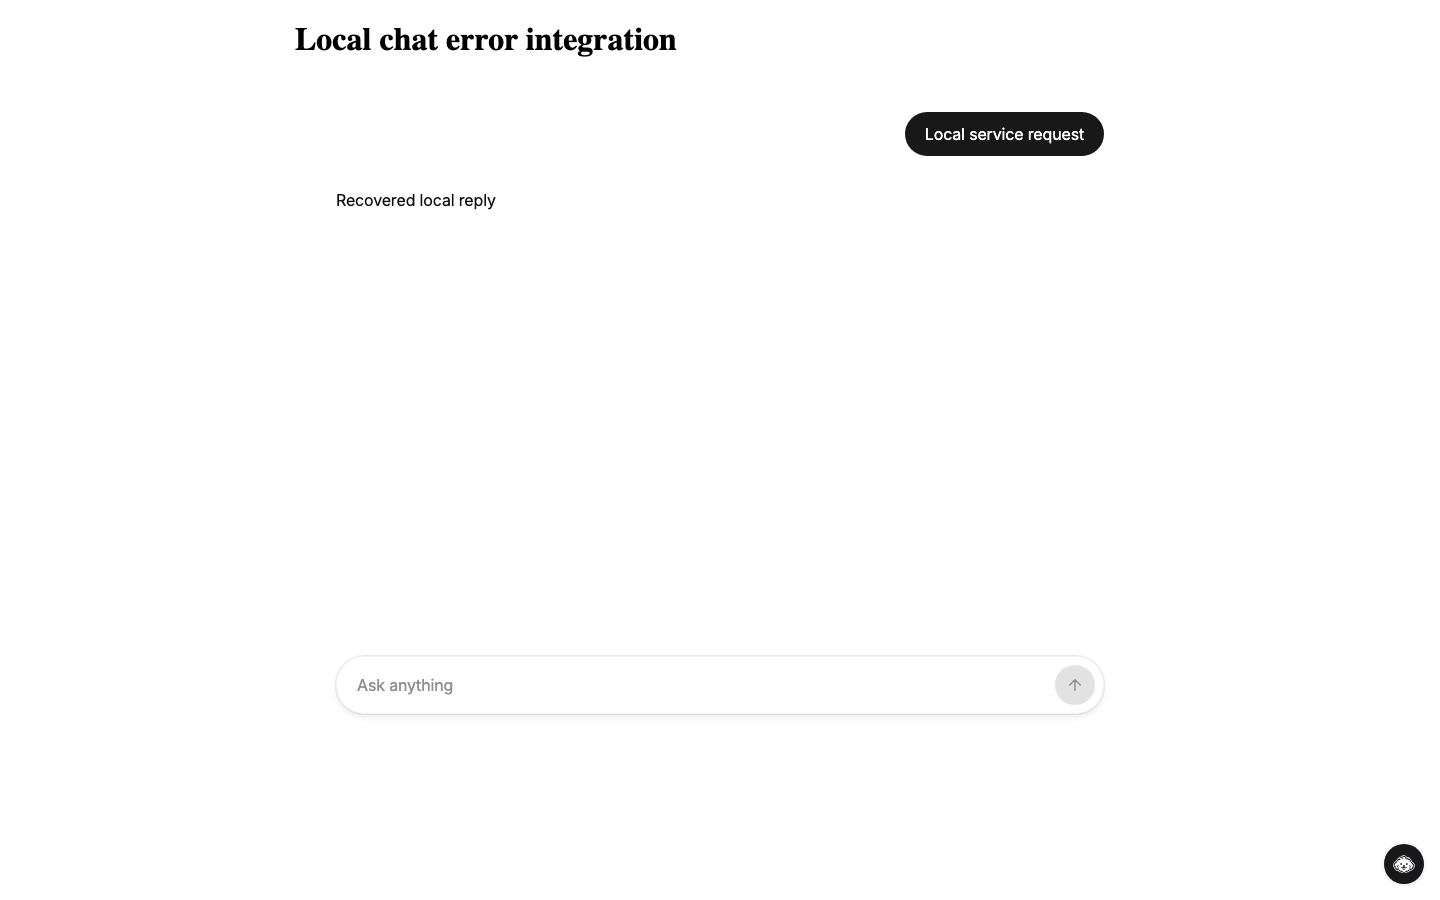 Local chat error integration
Local service request
Recovered local reply
Ask anything